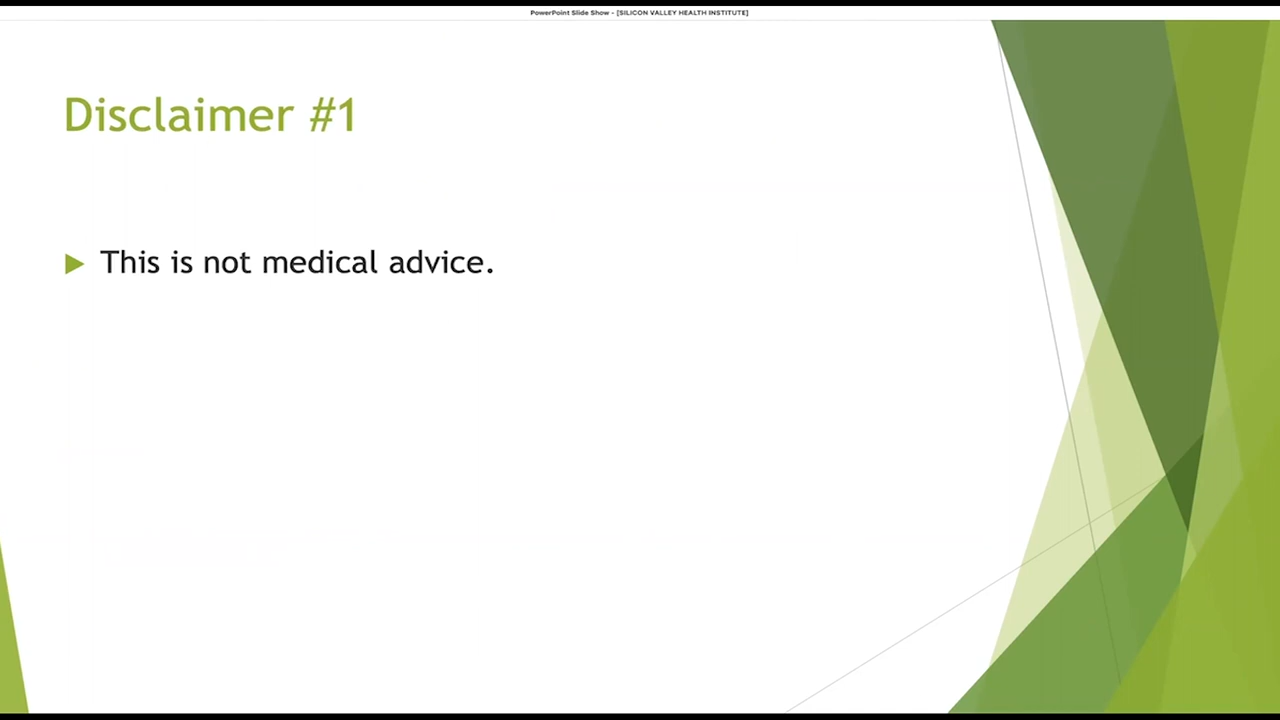 PowerPoint Slide Show - [SILICON VALLEY HEALTH INSTITUTE]
Disclaimer #1
This is not medical advice.